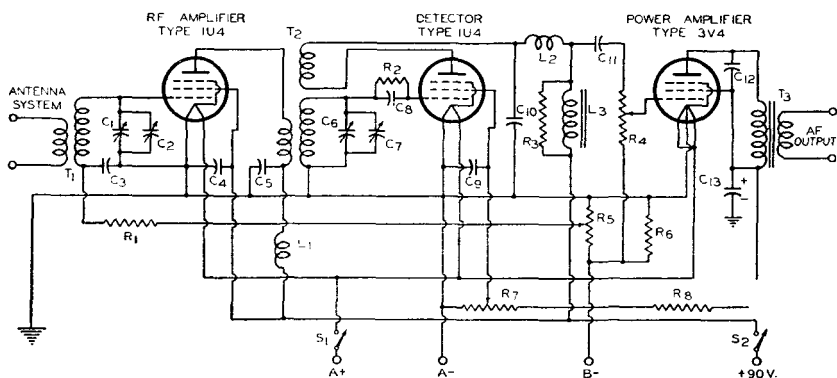 RF AMPLIFIER
TYPE 1U4
DETECTOR
TYPE 1U4
POWER AMPLIFIER
TYPE 3V4
ANTENNA
SYSTEM
T1
C1
C2
C3
C4
C5
T2
R2
C8
C6
C7
C9
C10
L2
C11
R3
L3
R4
C12
T3
AF
OUTPUT
C13
+
-
R1
L1
R5
R6
R7
R8
S1
S2
A+
A-
B-
+90V.